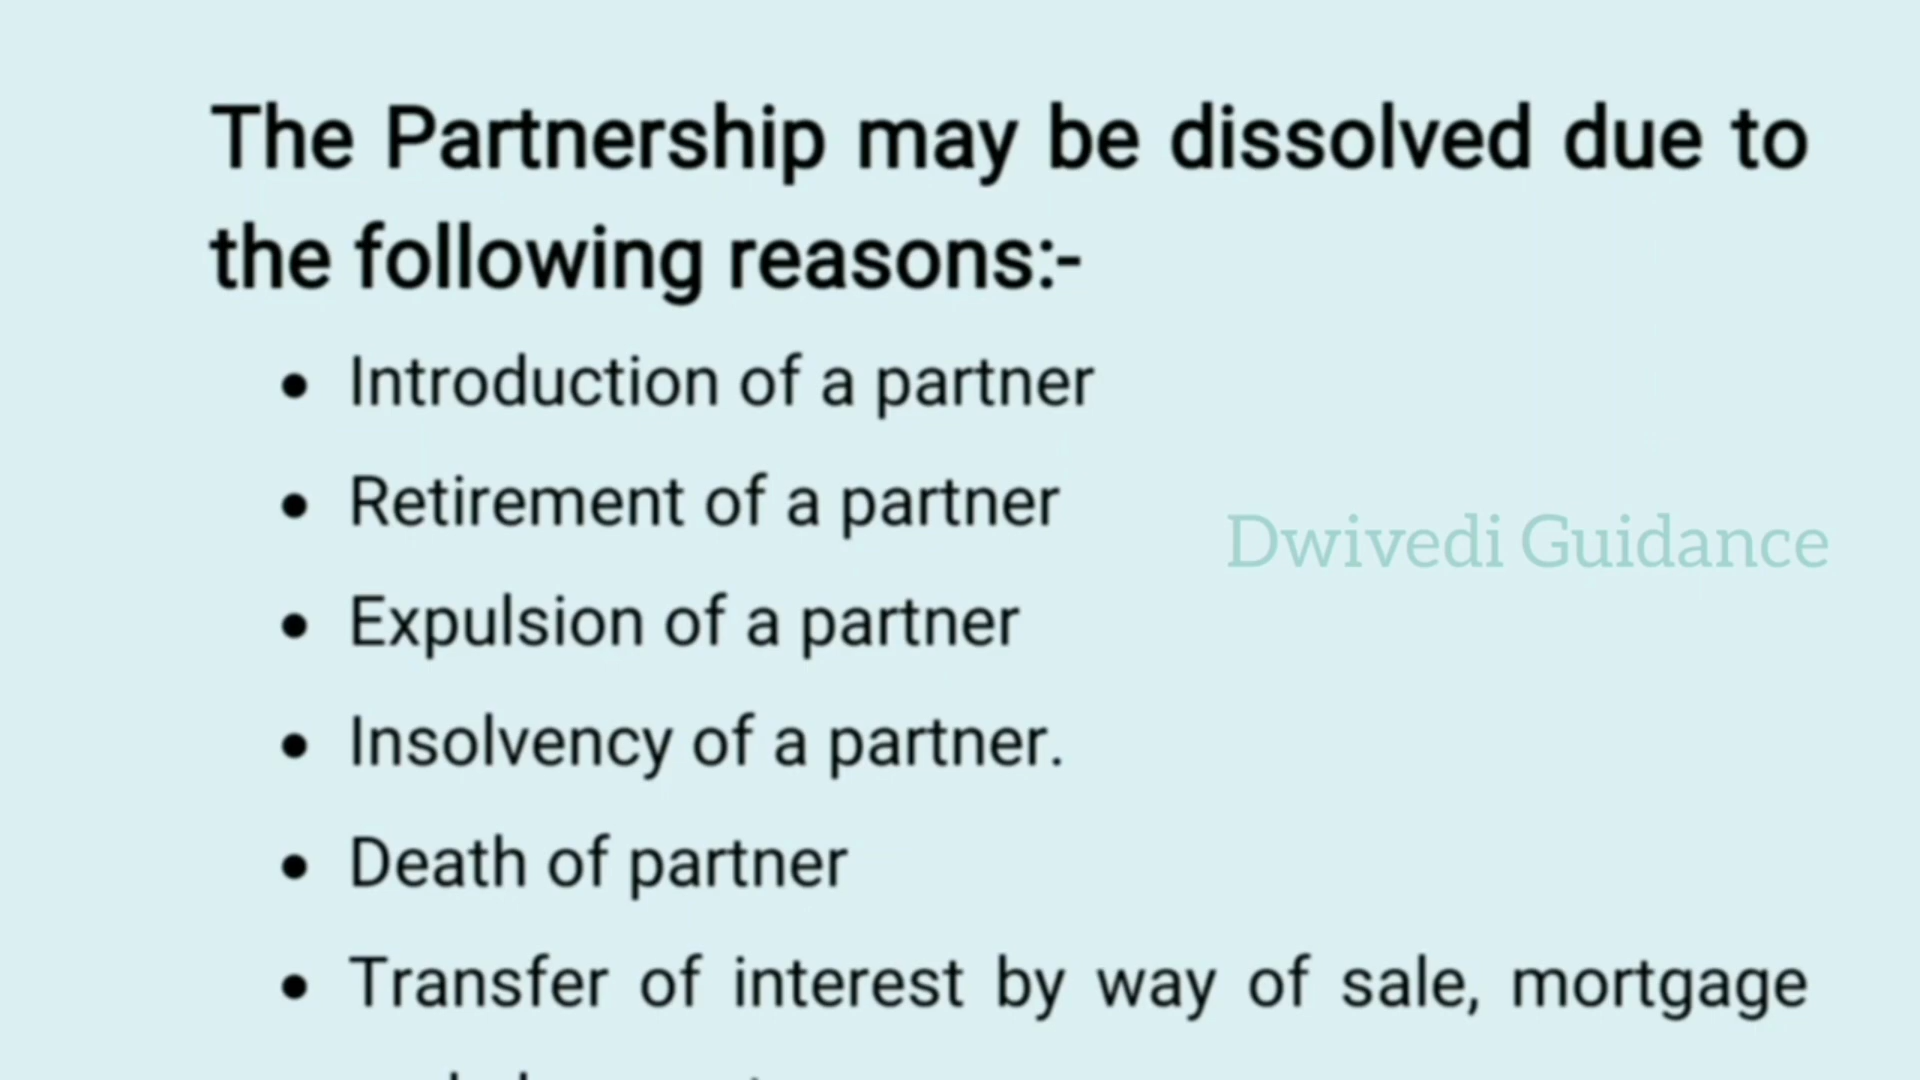 The Partnership may be dissolved due to
the following reasons:-
• Introduction of a partner
• Retirement of a partner
Dwivedi Guidance
• Expulsion of a partner
• Insolvency of a partner.
• Death of partner
• Transfer of interest by way of sale, mortgage